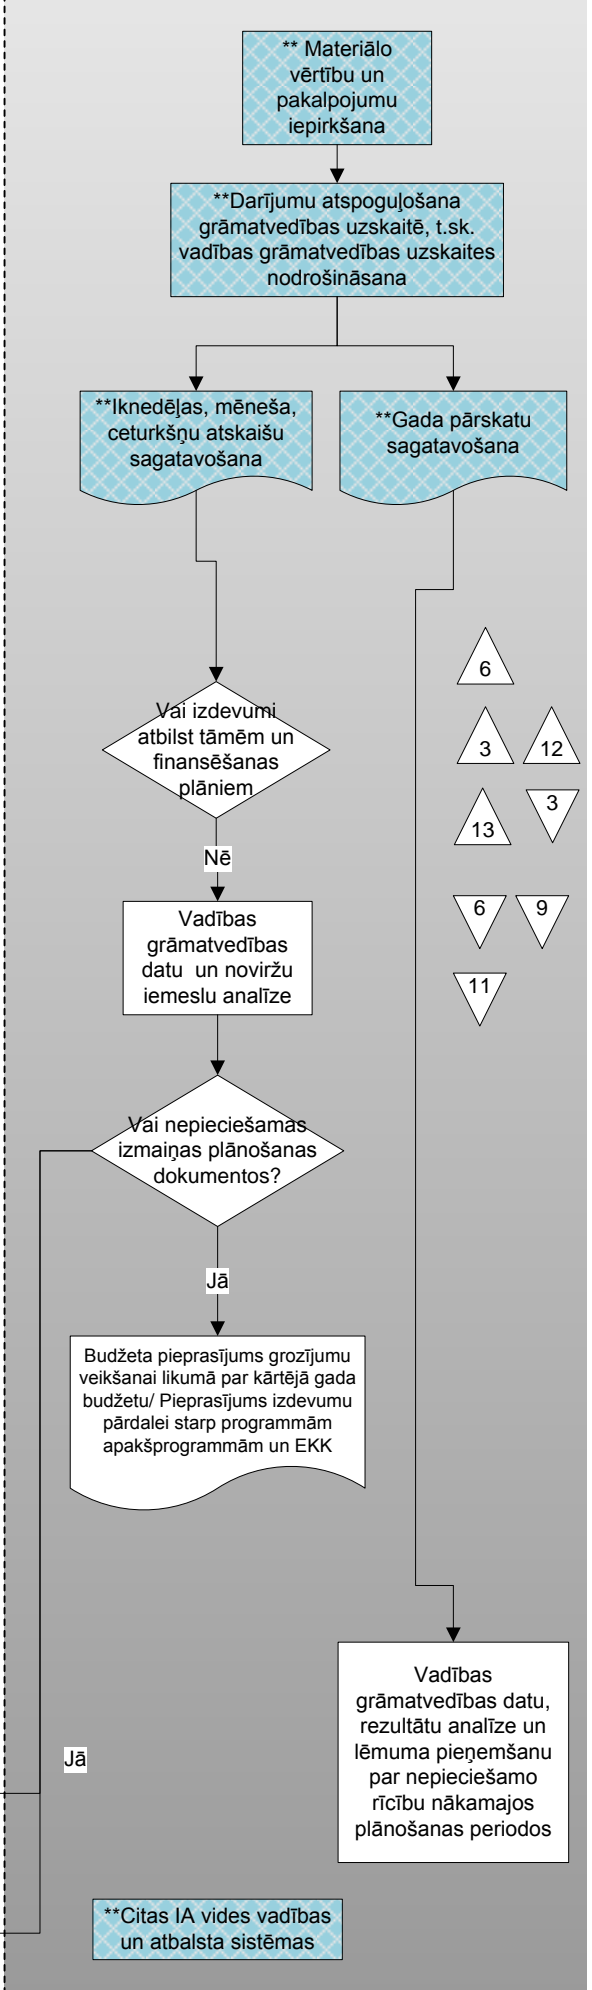 ** Materiālo
vērtību un
pakalpojumu
iepirkšana
**Darījumu atspoguļošana
grāmatvedības uzskaitē, t.sk.
vadības grāmatvedības uzskaites
nodrošināsana
**Iknedēļas, mēneša,
ceturkšņu atskaišu
sagatavošana
**Gada pārskatu
sagatavošana
6
3
12
13
3
6
9
11
Vai izdevumi
atbilst tāmēm un
finansēšanas
plāniem
Nē
Vadības
grāmatvedības
datu un noviržu
iemeslu analīze
Vai nepieciešamas
izmaiņas plānošanas
dokumentos?
Jā
Budžeta pieprasījums grozījumu
veikšanai likumā par kārtējā gada
budžetu/ Pieprasījums izdevumu
pārdalei starp programmām
apakšprogrammām un EKK
Vadības
grāmatvedības datu,
rezultātu analīze un
lēmuma pieņemšanu
par nepieciešamo
rīcību nākamajos
plānošanas periodos
Jā
**Citas IA vides vadības
un atbalsta sistēmas